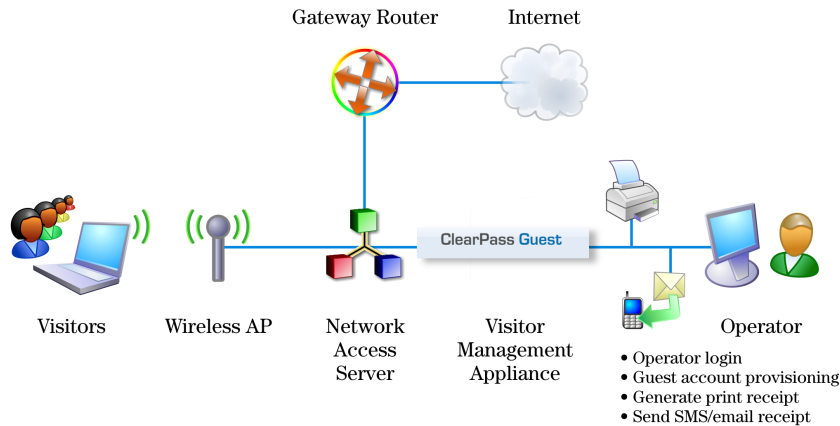 Gateway Router
Internet
ClearPass Guest
Visitors
Wireless AP
Network
Access
Server
Visitor
Management
Appliance
Operator
• Operator login
• Guest account provisioning
• Generate print receipt
• Send SMS/email receipt